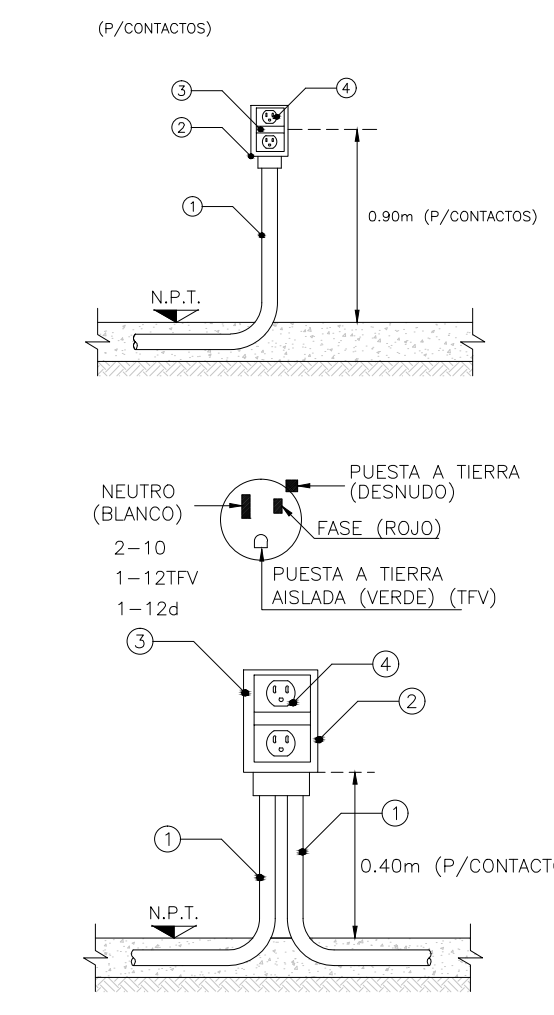 (P/CONTACTOS)
3
4
2
1
0.90m (P/CONTACTOS)
N.P.T.
PUESTA A TIERRA
(DESNUDO)
NEUTRO
(BLANCO)
FASE (ROJO)
2-10
1-12TFV
1-12d
PUESTA A TIERRA
AISLADA (VERDE) (TFV)
3
4
2
1
1
0.40m (P/CONTACT
N.P.T.